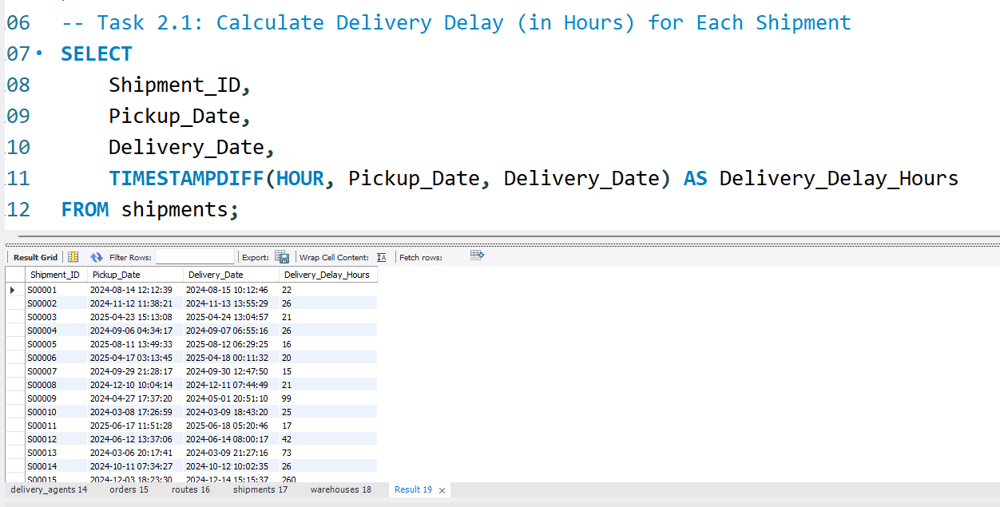 06 -- Task 2.1: Calculate Delivery Delay (in Hours) for Each Shipment
07 SELECT
08 Shipment_ID,
09 Pickup_Date,
10 Delivery_Date,
11 TIMESTAMPDIFF(HOUR, Pickup_Date, Delivery_Date) AS Delivery_Delay_Hours
12 FROM shipments;
Result Grid Filter Rows: Export: Wrap Cell Content: IA Fetch rows:
Shipment_ID Pickup_Date Delivery_Date Delivery_Delay_Hours
S00001 2024-08-14 12:12:39 2024-08-15 10:12:46 22
S00002 2024-11-12 11:38:21 2024-11-13 13:55:29 26
S00003 2025-04-23 15:13:08 2025-04-24 13:04:57 21
S00004 2024-09-06 04:34:17 2024-09-07 06:55:16 26
S00005 2025-08-11 13:49:33 2025-08-12 06:29:25 16
S00006 2025-04-17 03:13:45 2025-04-18 00:11:32 20
S00007 2024-09-29 21:28:17 2024-09-30 12:47:50 15
S00008 2024-12-10 10:04:14 2024-12-11 07:44:49 21
S00009 2024-04-27 17:37:20 2024-05-01 20:51:10 99
S00010 2024-03-08 17:26:59 2024-03-09 18:43:20 25
S00011 2025-06-17 11:51:28 2025-06-18 05:20:46 17
S00012 2024-06-12 13:37:06 2024-06-14 08:00:17 42
S00013 2024-03-06 20:17:41 2024-03-09 21:27:16 73
S00014 2024-10-11 07:34:27 2024-10-12 10:02:35 26
S00015 2024-12-03 18:23:30 2024-12-14 15:15:37 260
delivery_agents 14 orders 15 routes 16 shipments 17 warehouses 18 Result 19